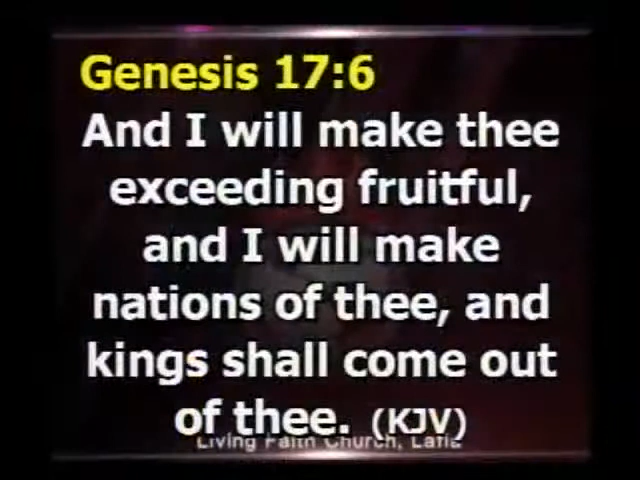 Genesis 17:6
And I will make thee
exceeding fruitful,
and I will make
nations of thee, and
kings shall come out
of thee. (KJV)
Living Faith Church, Lafia